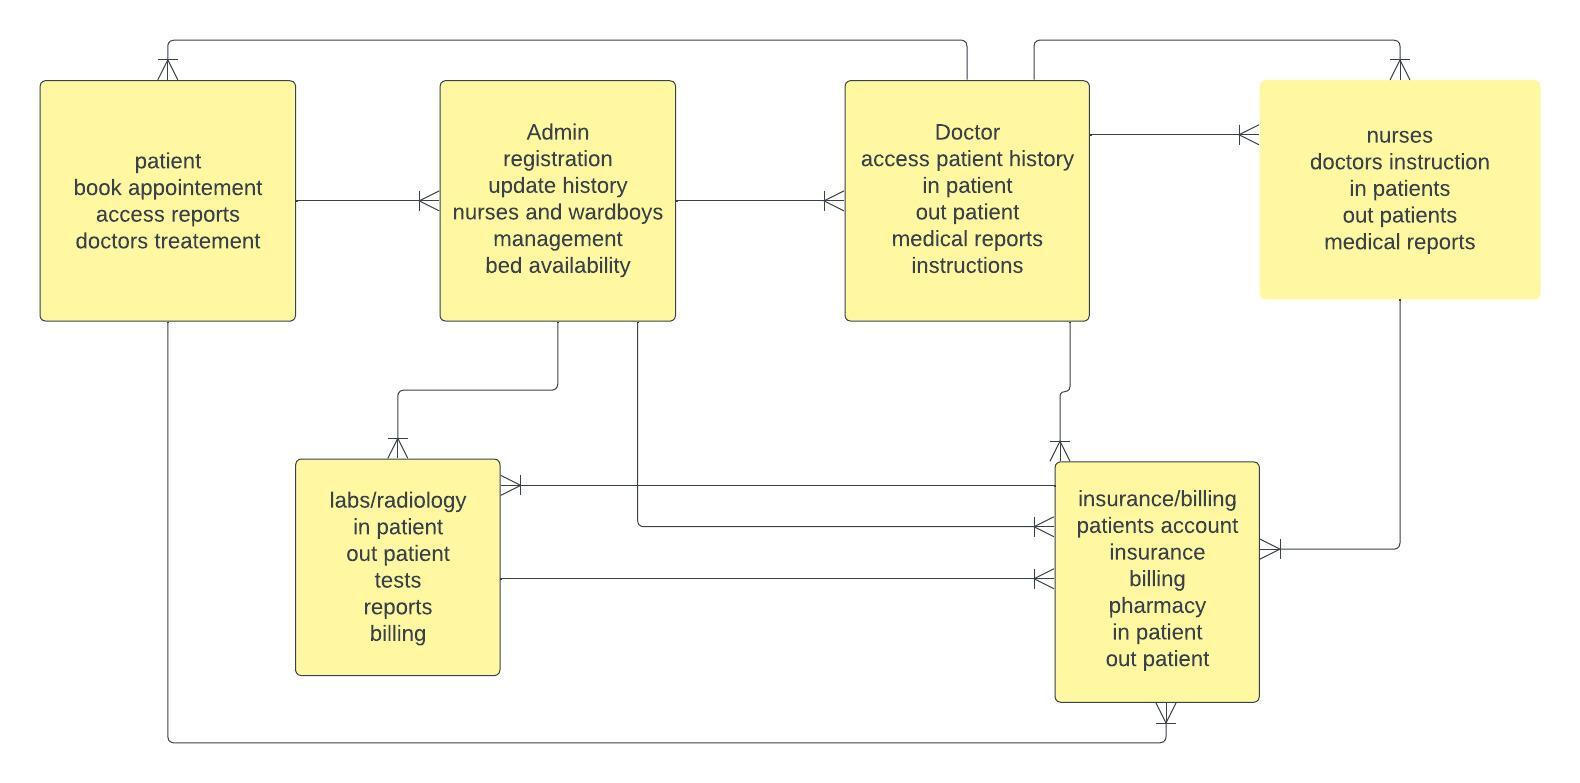 patient
book appointement
access reports
doctors treatement
Admin
registration
update history
nurses and wardboys
management
bed availability
Doctor
access patient history
in patient
out patient
medical reports
instructions
nurses
doctors instruction
in patients
out patients
medical reports
labs/radiology
in patient
out patient
tests
reports
billing
insurance/billing
patients account
insurance
billing
pharmacy
in patient
out patient